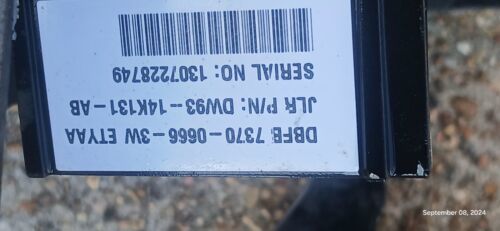 DBFB 7370-0666-3W ETYAA
JLR P/N: DW93-14K131-AB
SERIAL NO: 1307228749
September 08, 2024